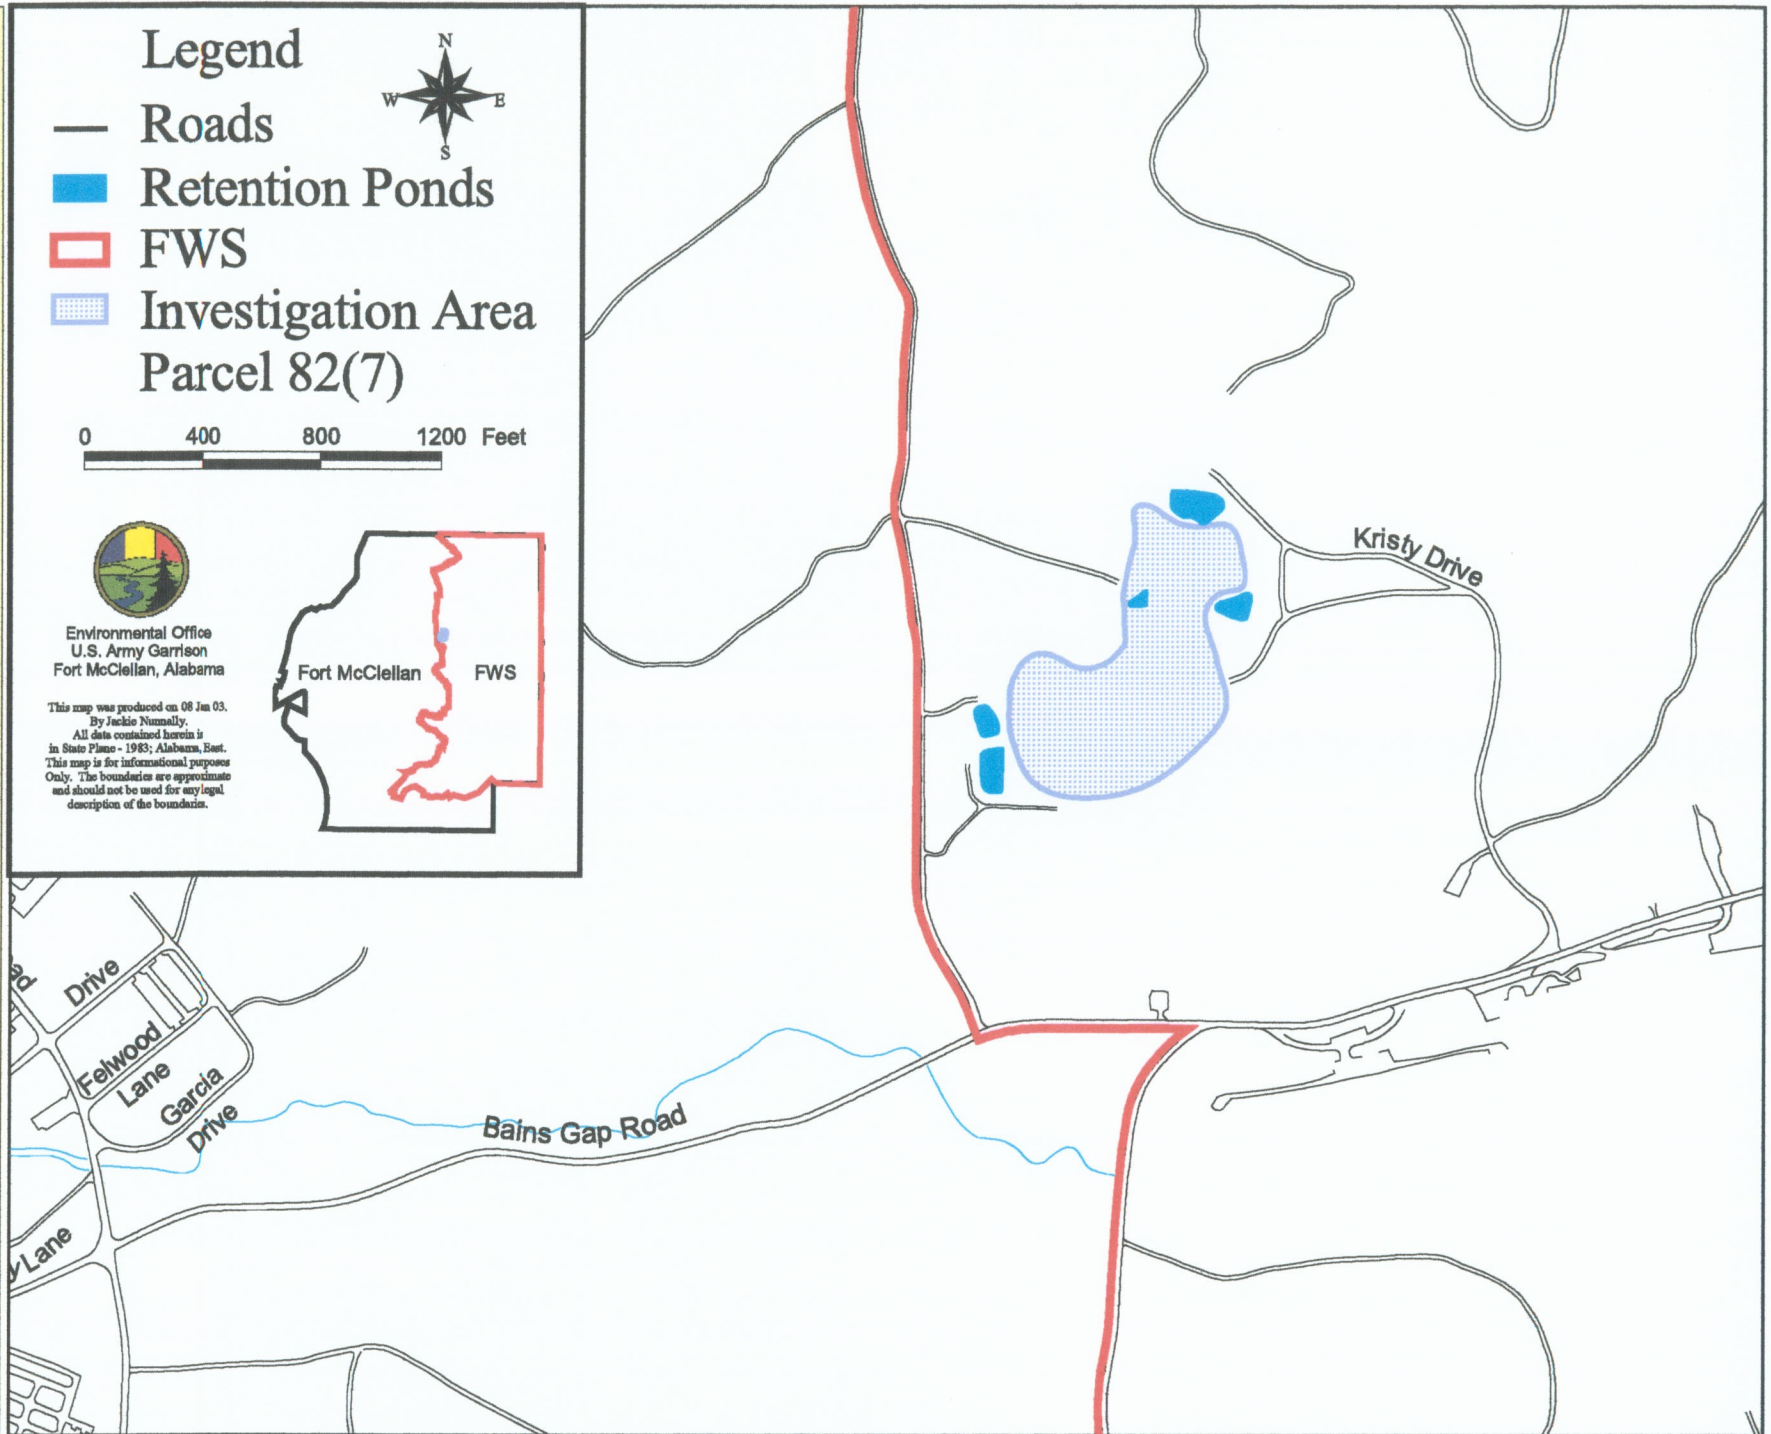 Legend
N
W E
S
Roads
Retention Ponds
FWS
Investigation Area
Parcel 82(7)
0 400 800 1200 Feet
Environmental Office
U.S. Army Garrison
Fort McClellan, Alabama
This map was produced on 08 Jan 03.
By Jackie Nunnally.
All data contained herein is
in State Plane - 1983; Alabama, East.
This map is for informational purposes
Only. The boundaries are approximate
and should not be used for any legal
description of the boundaries.
Fort McClellan
FWS
Kristy Drive
Drive
Felwood
Lane
Garcia
Drive
Bains Gap Road
y Lane